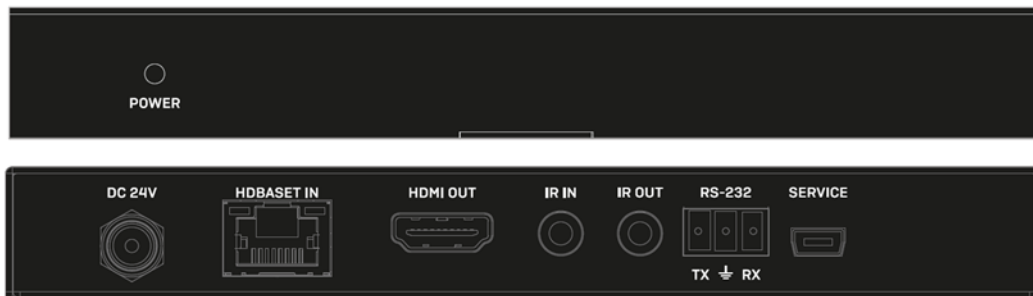 POWER
DC 24V HDBASET IN HDMI OUT IR IN IR OUT RS-232 SERVICE
TX ⏚ RX